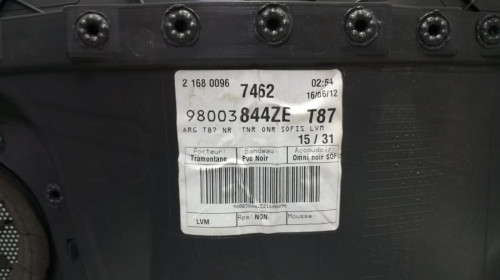 2 168 0096 7462 02:54
16/06/12
98003844ZE T87
ARG T87 NR TNR ONR SOFIS LVM
15 / 31
Porteur: Bandeau Accoudoir
Tramontane Pvc Noir Omni noir SOFIS
LVM Rps: NON Mousse: